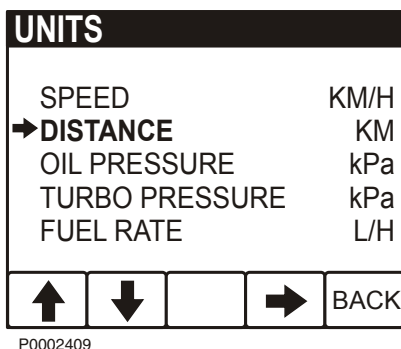 UNITS
SPEED KM/H
DISTANCE KM
OIL PRESSURE kPa
TURBO PRESSURE kPa
FUEL RATE L/H
BACK
P0002409